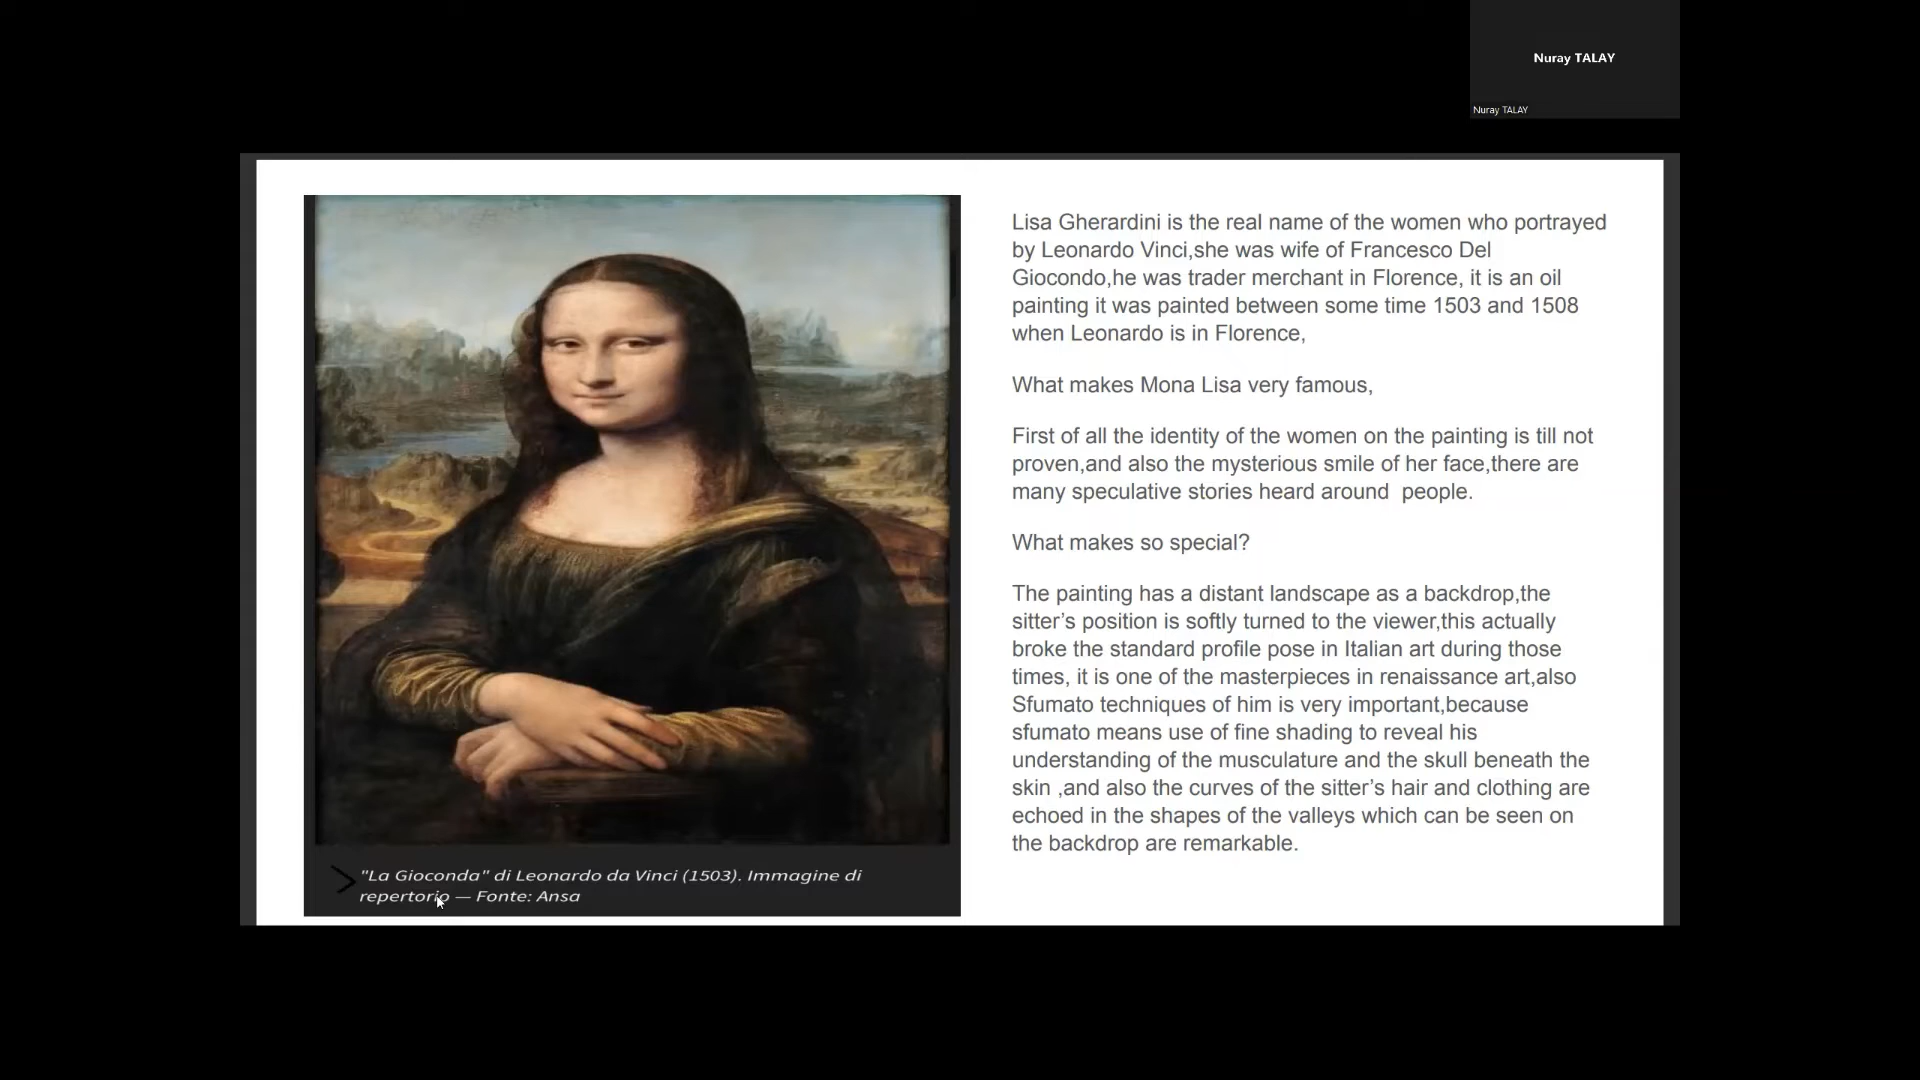 Nuray TALAY
Nuray TALAY
Lisa Gherardini is the real name of the women who portrayed
by Leonardo Vinci,she was wife of Francesco Del
Giocondo,he was trader merchant in Florence, it is an oil
painting it was painted between some time 1503 and 1508
when Leonardo is in Florence,
What makes Mona Lisa very famous,
First of all the identity of the women on the painting is till not
proven,and also the mysterious smile of her face,there are
many speculative stories heard around  people.
What makes so special?
The painting has a distant landscape as a backdrop,the
sitter’s position is softly turned to the viewer,this actually
broke the standard profile pose in Italian art during those
times, it is one of the masterpieces in renaissance art,also
Sfumato techniques of him is very important,because
sfumato means use of fine shading to reveal his
understanding of the musculature and the skull beneath the
skin ,and also the curves of the sitter’s hair and clothing are
echoed in the shapes of the valleys which can be seen on
the backdrop are remarkable.
"La Gioconda" di Leonardo da Vinci (1503). Immagine di
repertorio — Fonte: Ansa